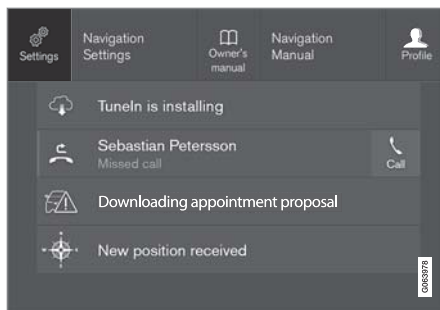 Settings
Navigation
Settings
Owner's
manual
Navigation
Manual
Profile
TuneIn is installing
Sebastian Petersson
Missed call
Call
Downloading appointment proposal
New position received
G063978